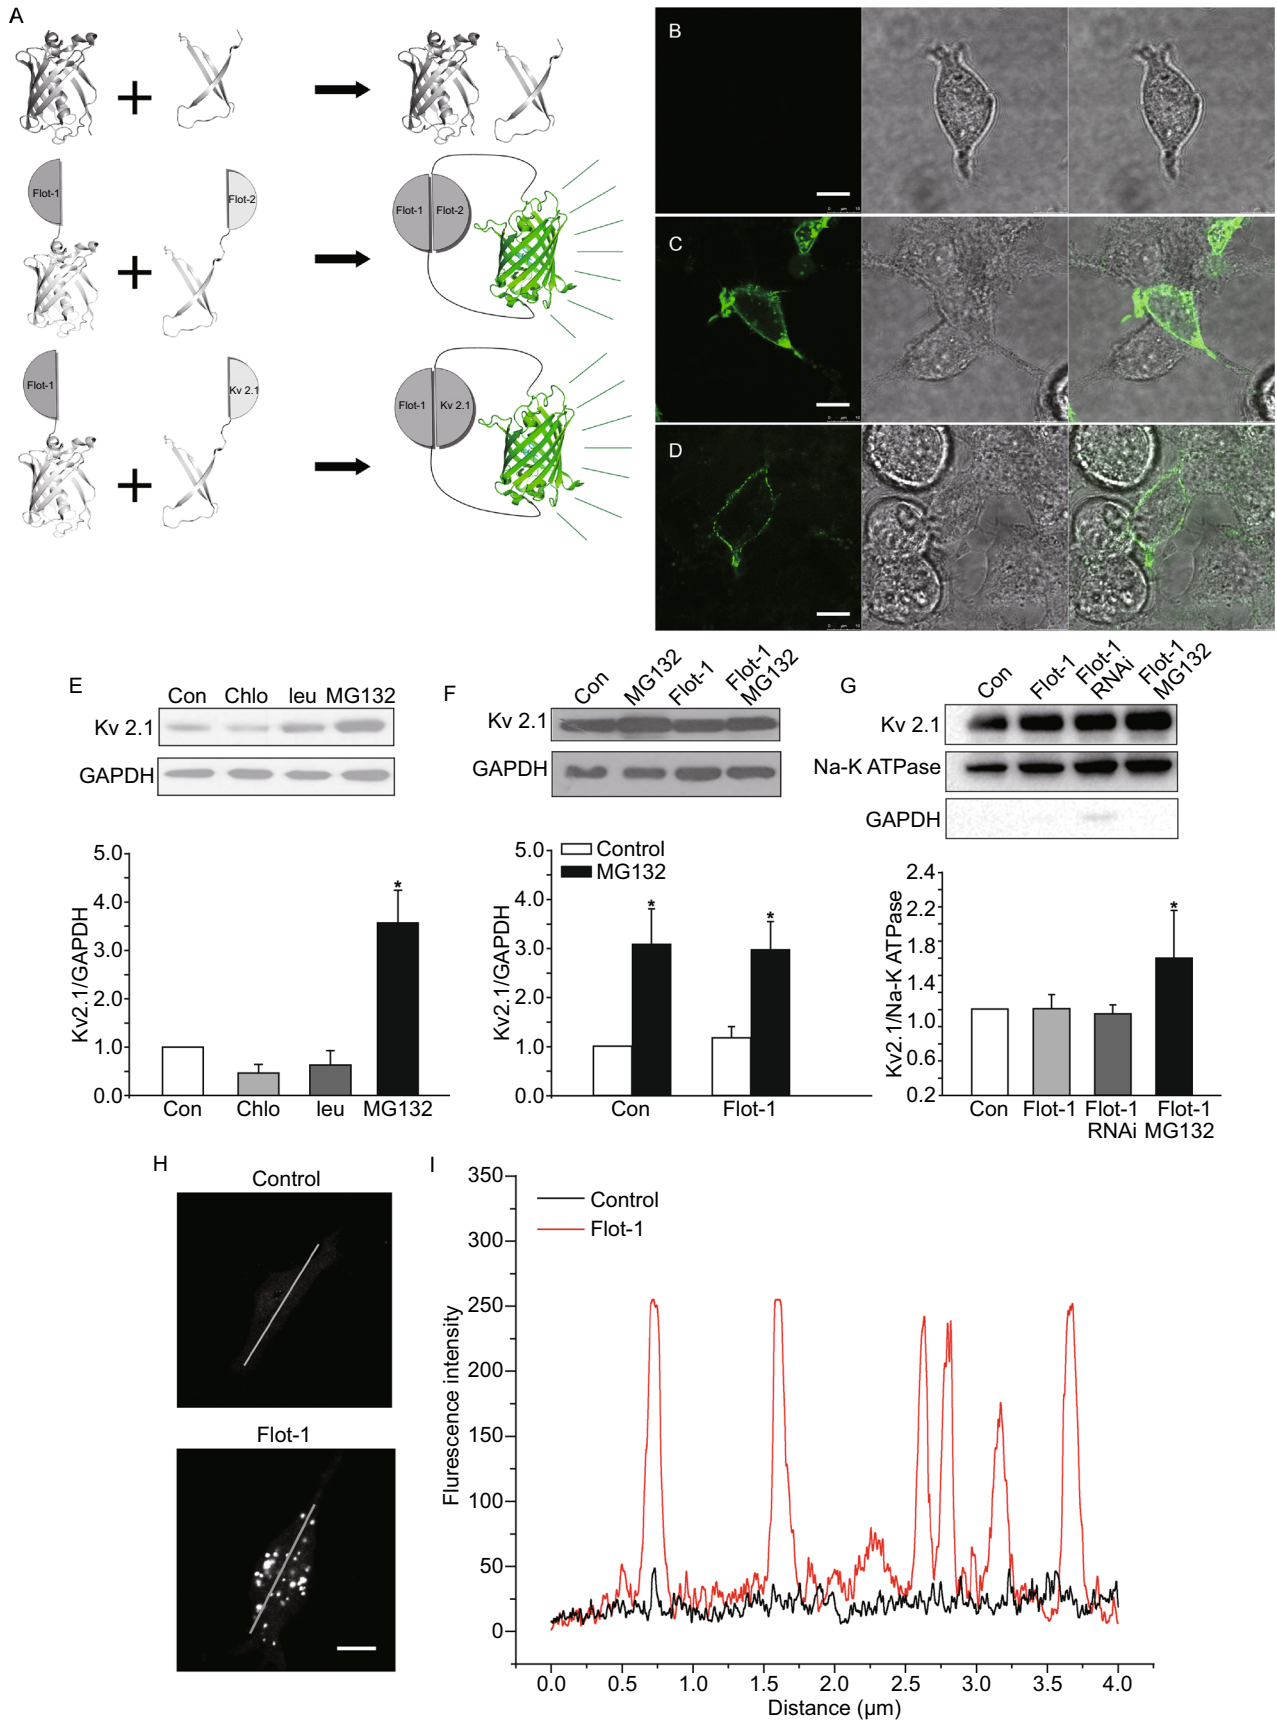 A
B
Flot-1
Flot-2
Flot-1
Flot-2
C
Flot-1
Kv 2.1
Flot-1
Kv 2.1
D
E
Con Chlo leu MG132
Kv 2.1
GAPDH
F
Con MG132 Flot-1 Flot-1 MG132
Kv 2.1
GAPDH
G
Con Flot-1 Flot-1 RNAi Flot-1 MG132
Kv 2.1
Na-K ATPase
GAPDH
5.0
4.0
3.0
2.0
1.0
0.0
Kv2.1/GAPDH
*
Con Chlo leu MG132
5.0
4.0
3.0
2.0
1.0
0.0
Kv2.1/GAPDH
Control
MG132
* *
Con Flot-1
2.4
2.2
1.8
1.4
1.0
0.6
0.2
Kv2.1/Na-K ATPase
*
Con Flot-1 Flot-1 Flot-1
RNAi MG132
H
Control
Flot-1
I
350
300
250
200
150
100
50
0
Flurescence intensity
Control
Flot-1
0.0 0.5 1.0 1.5 2.0 2.5 3.0 3.5 4.0
Distance (µm)